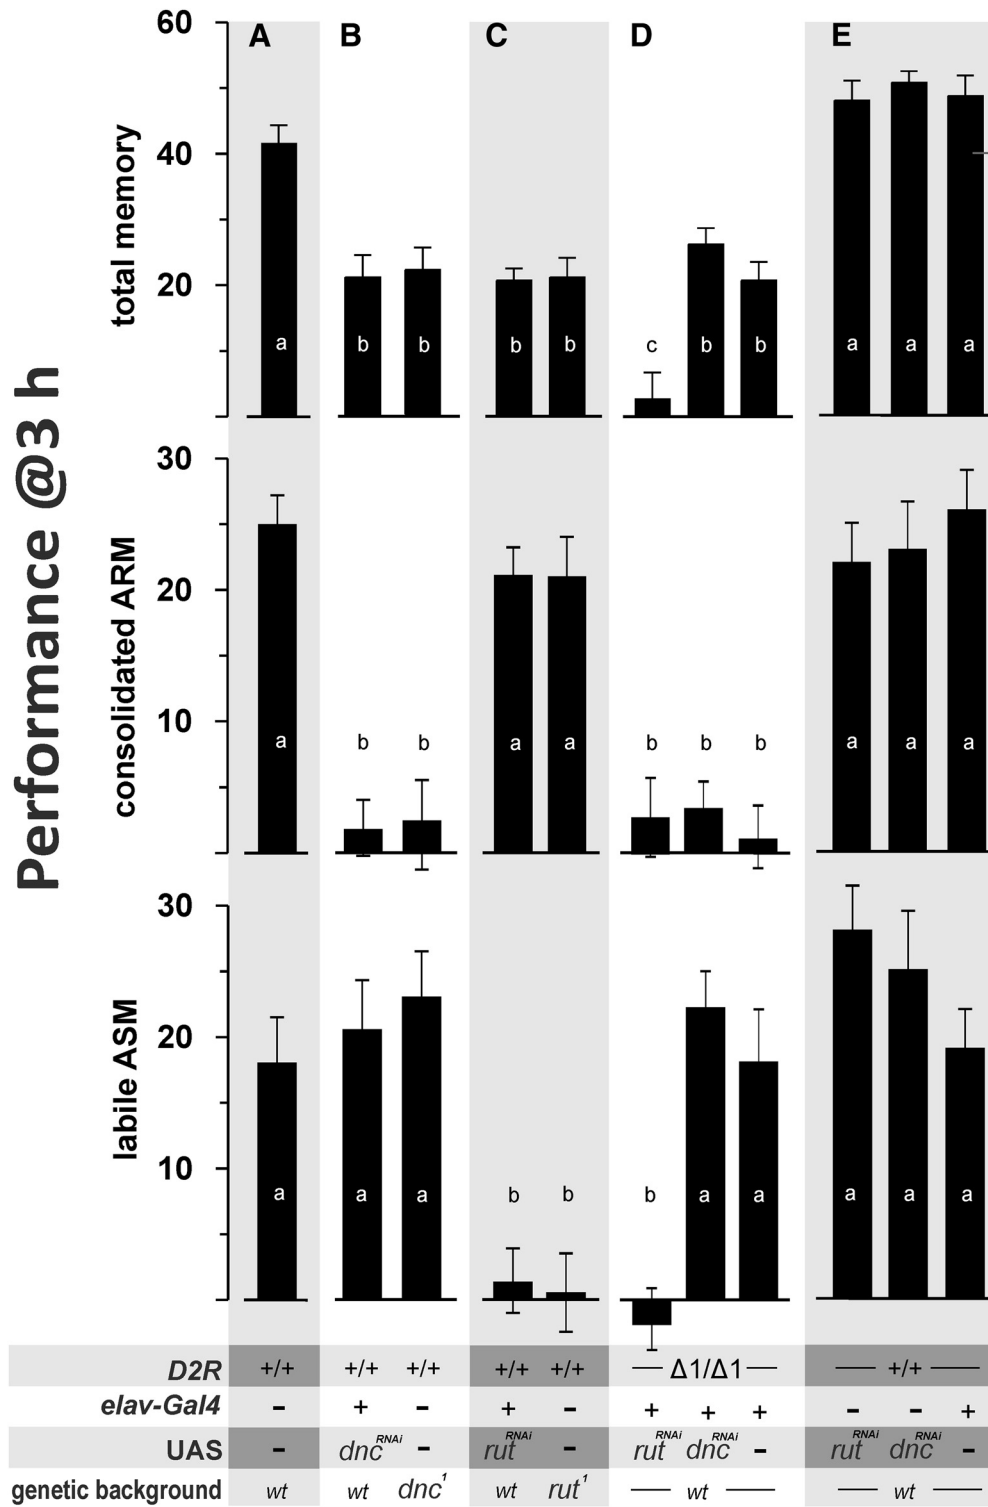 A B C D E
Performance @3 h
total memory
60
40
20
a b b b b c b b a a a
consolidated ARM
30
20
10
a b b a a b b b a a a
labile ASM
30
20
10
a a a b b b a a a a a
D2R +/+ +/+ +/+ +/+ +/+ Δ1/Δ1 +/+
elav-Gal4 - + - + - + + + - - +
UAS - dnc RNAi - rut RNAi - rut RNAi dnc RNAi - rut RNAi dnc RNAi -
genetic background wt wt dnc1 wt rut1 wt wt